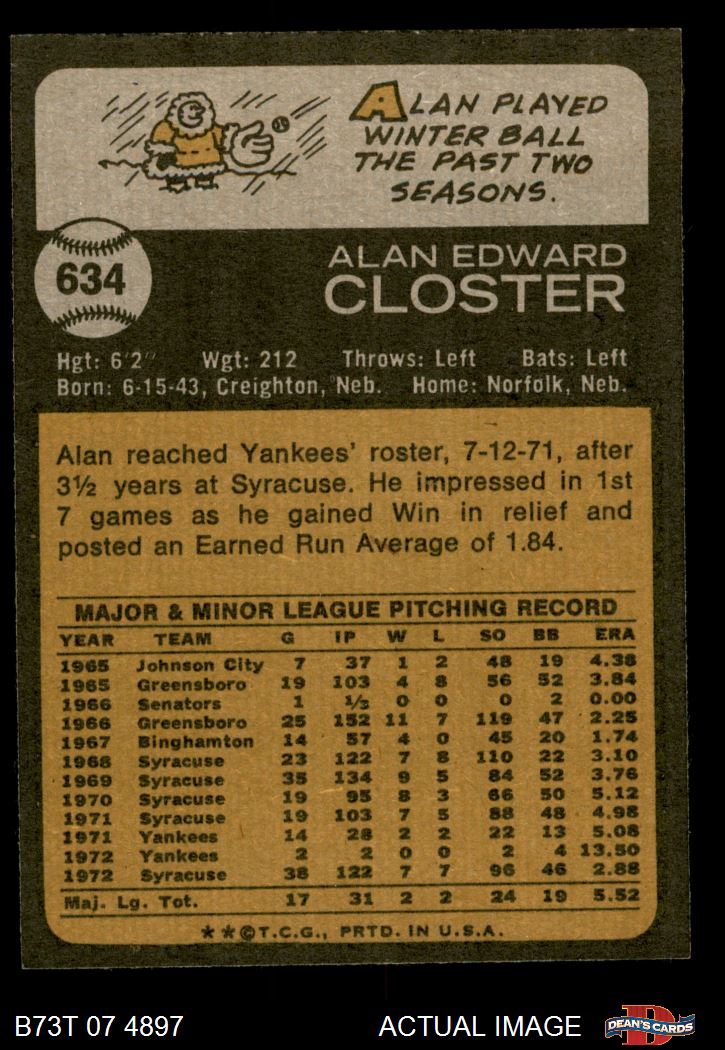 ALAN PLAYED
WINTER BALL
THE PAST TWO
SEASONS.
634
ALAN EDWARD
CLOSTER
Hgt: 6'2" Wgt: 212 Throws: Left Bats: Left
Born: 6-15-43, Creighton, Neb. Home: Norfolk, Neb.
Alan reached Yankees' roster, 7-12-71, after
3½ years at Syracuse. He impressed in 1st
7 games as he gained Win in relief and
posted an Earned Run Average of 1.84.
MAJOR & MINOR LEAGUE PITCHING RECORD
YEAR TEAM G IP W L SO BB ERA
1965 Johnson City 7 37 1 2 48 19 4.38
1965 Greensboro 19 103 4 8 56 52 3.84
1966 Senators 1 ⅓ 0 0 0 2 0.00
1966 Greensboro 25 152 11 7 119 47 2.25
1967 Binghamton 14 57 4 0 45 20 1.74
1968 Syracuse 23 122 7 8 110 22 3.10
1969 Syracuse 35 134 9 5 84 52 3.76
1970 Syracuse 19 95 8 3 66 50 5.12
1971 Syracuse 19 103 7 5 88 48 4.98
1971 Yankees 14 28 2 2 22 13 5.08
1972 Yankees 2 2 0 0 2 4 13.50
1972 Syracuse 38 122 7 7 96 46 2.88
Maj. Lg. Tot. 17 31 2 2 24 19 5.52
**©T.C.G., PRTD. IN U.S.A.
B73T 07 4897 ACTUAL IMAGE D DEAN'S CARDS